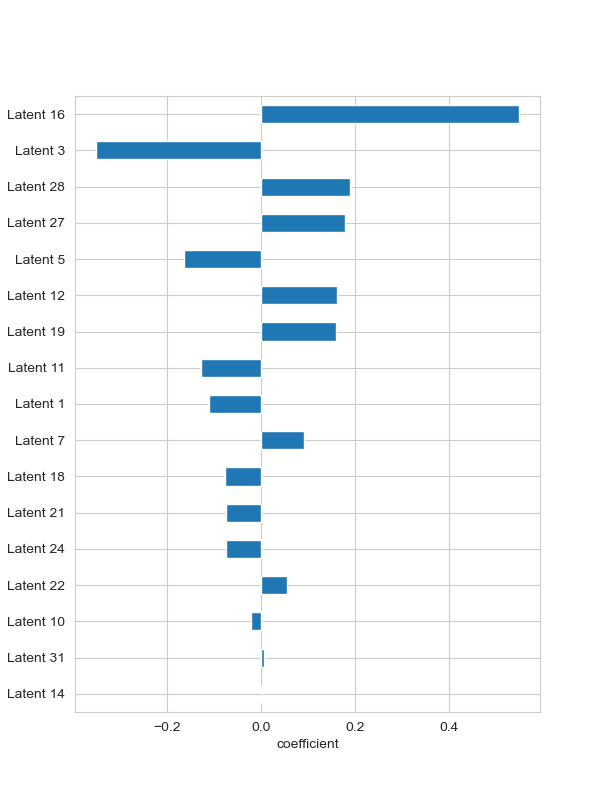 Latent 16
Latent 3
Latent 28
Latent 27
Latent 5
Latent 12
Latent 19
Latent 11
Latent 1
Latent 7
Latent 18
Latent 21
Latent 24
Latent 22
Latent 10
Latent 31
Latent 14
−0.2 0.0 0.2 0.4
coefficient